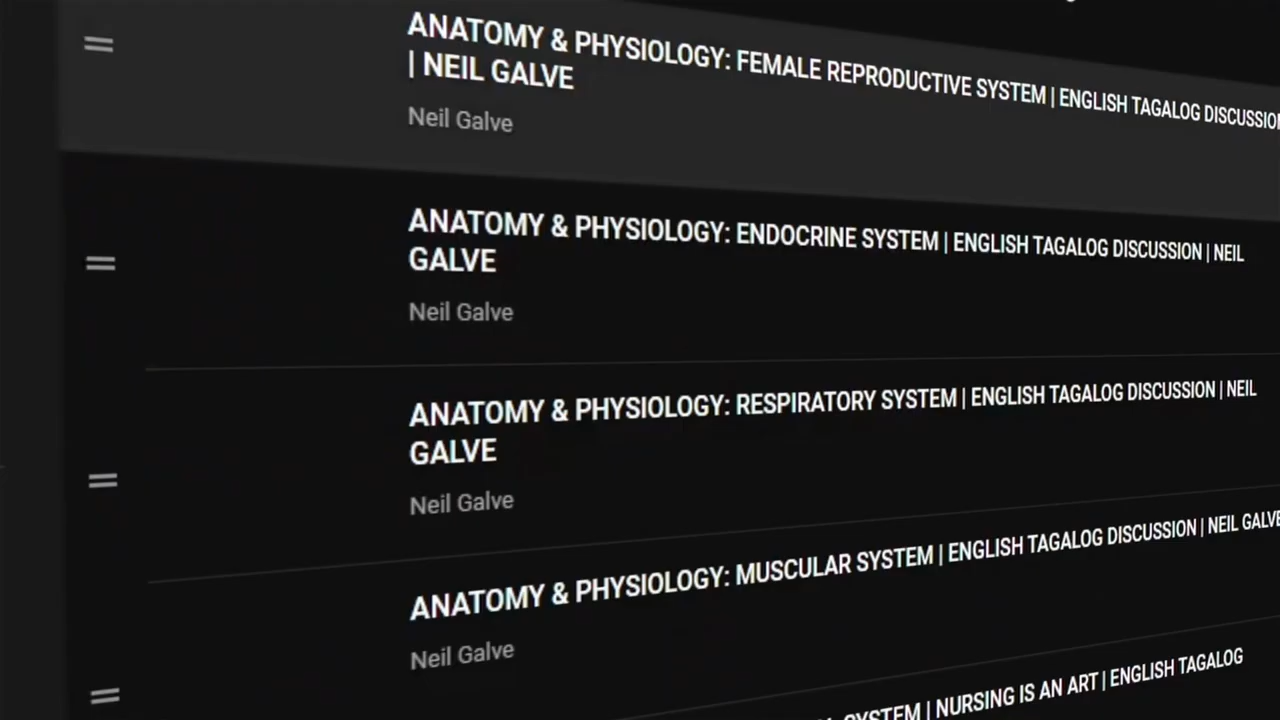 ANATOMY & PHYSIOLOGY: FEMALE REPRODUCTIVE SYSTEM | ENGLISH TAGALOG DISCUSSION
| NEIL GALVE
Neil Galve
ANATOMY & PHYSIOLOGY: ENDOCRINE SYSTEM | ENGLISH TAGALOG DISCUSSION | NEIL
GALVE
Neil Galve
ANATOMY & PHYSIOLOGY: RESPIRATORY SYSTEM | ENGLISH TAGALOG DISCUSSION | NEIL
GALVE
Neil Galve
ANATOMY & PHYSIOLOGY: MUSCULAR SYSTEM | ENGLISH TAGALOG DISCUSSION | NEIL GALVE
Neil Galve
SYSTEM | NURSING IS AN ART | ENGLISH TAGALOG